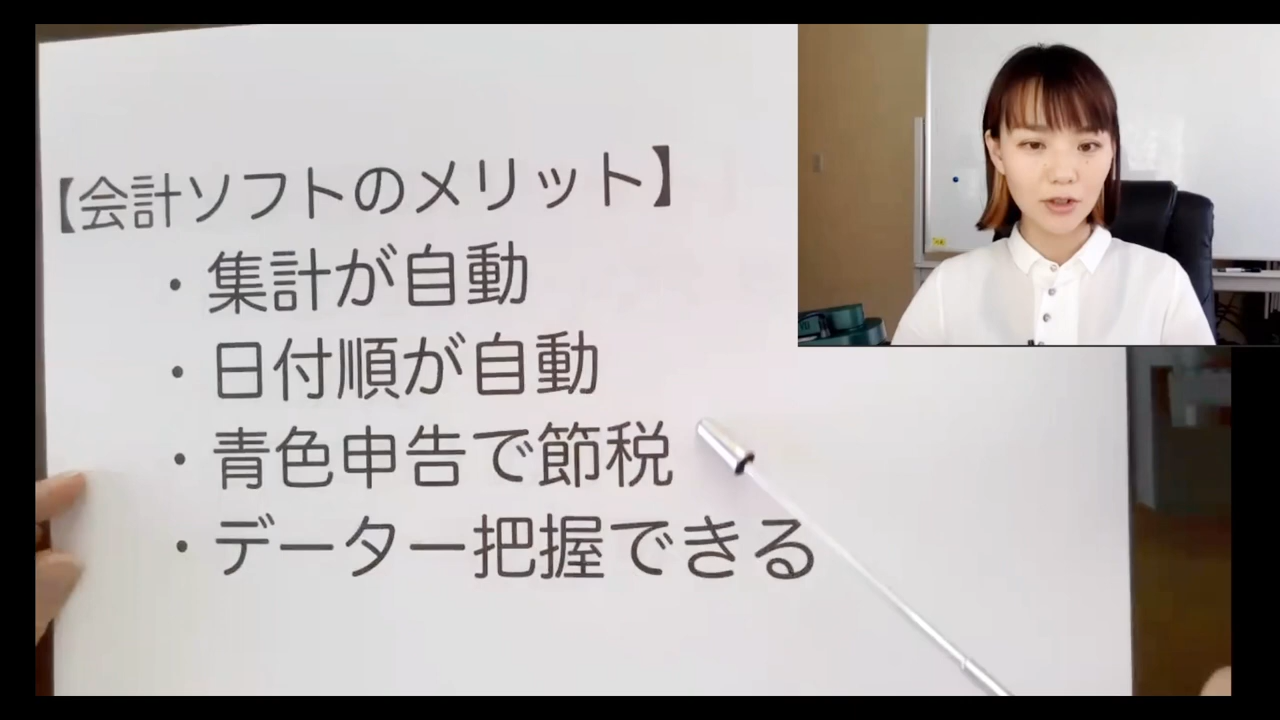 【会計ソフトのメリット】
・集計が自動
・日付順が自動
・青色申告で節税
・データー把握できる